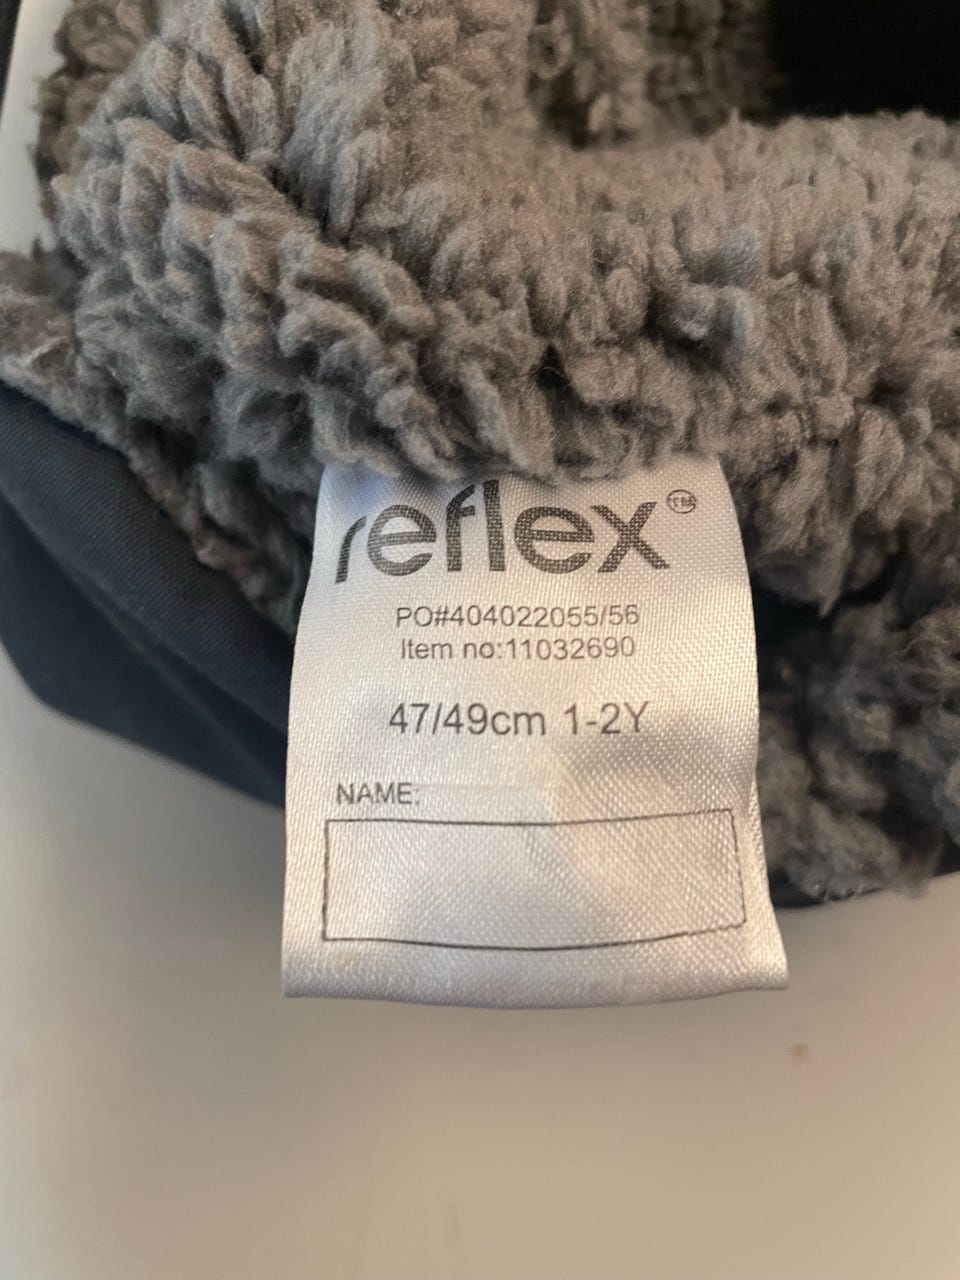 reflex™
PO#404022055/56
Item no:11032690
47/49cm 1-2Y
NAME: